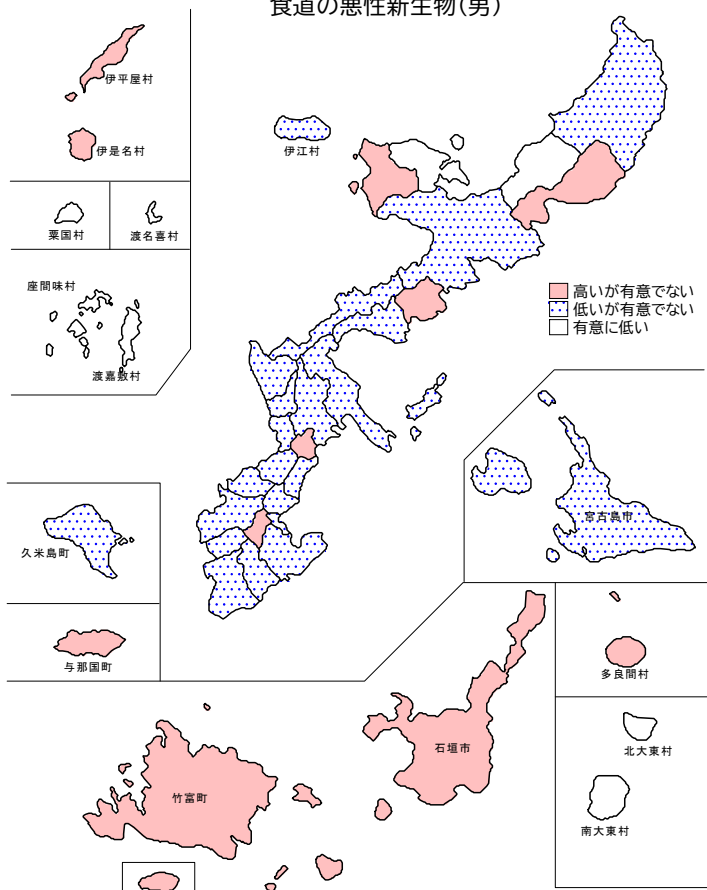 食道の悪性新生物(男)
伊平屋村
伊是名村
伊江村
粟国村
渡名喜村
座間味村
渡嘉敷村
高いが有意でない
低いが有意でない
有意に低い
宮古島市
久米島町
与那国町
多良間村
石垣市
北大東村
竹富町
南大東村